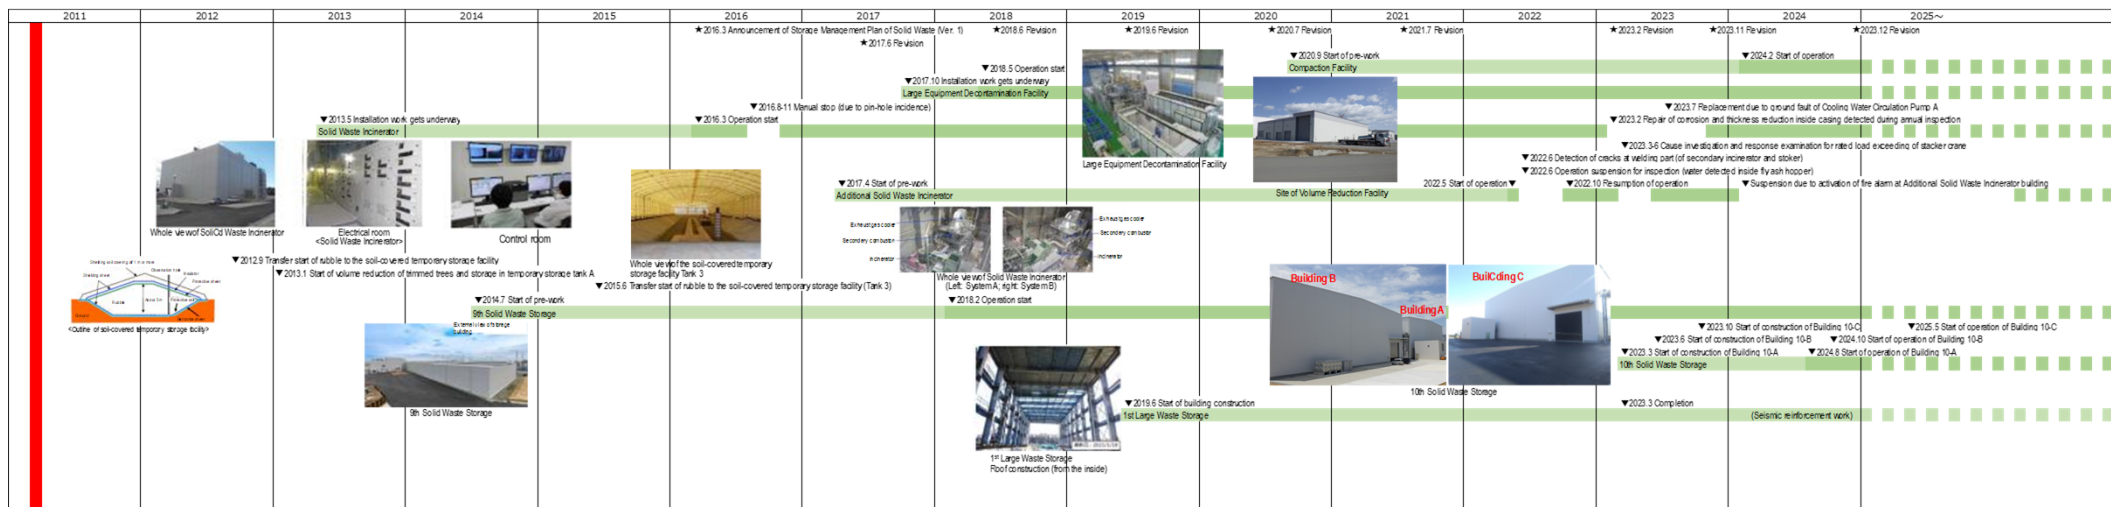 2011 2012 2013 2014 2015 2016 2017 2018 2019 2020 2021 2022 2023 2024 2025～
★2016.3 Announcement of Storage Management Plan of Solid Waste (Ver. 1)
★2017.6 Revision
★2018.6 Revision
★2019.6 Revision
★2020.7 Revision
★2021.7 Revision
★2023.2 Revision
★2023.11 Revision
★2023.12 Revision
▼2020.9 Start of pre-work
Compaction Facility
▼2024.2 Start of operation
▼2018.5 Operation start
▼2017.10 Installation work gets underway
Large Equipment Decontamination Facility
▼2016.8-11 Manual stop (due to pin-hole incidence)
▼2013.5 Installation work gets underway
Solid Waste Incinerator
▼2016.3 Operation start
▼2023.7 Replacement due to ground fault of Cooling Water Circulation Pump A
▼2023.2 Repair of corrosion and thickness reduction inside casing detected during annual inspection
▼2023.3-6 Cause investigation and response examination for rated load exceeding of stacker crane
▼2022.6 Detection of cracks at welding part (of secondary incinerator and stoker)
▼2022.6 Operation suspension for inspection (water detected inside fly ash hopper)
Large Equipment Decontamination Facility
▼2017.4 Start of pre-work
Additional Solid Waste Incinerator
Site of Volume Reduction Facility
2022.5 Start of operation▼
▼2022.10 Resumption of operation
▼Suspension due to activation of fire alarm at Additional Solid Waste Incinerator building
Whole view of SoliCd Waste Incinerator
Electrical room
<Solid Waste Incinerator>
Control room
Exhaust gas cooler
Secondary combustor
Incinerator
Exhaust gas cooler
Secondary combustor
Incinerator
Whole view of the soil-covered temporary
storage facility Tank 3
Whole view of Solid Waste Incinerator
(Left: System A; right: System B)
▼2012.9 Transfer start of rubble to the soil-covered temporary storage facility
▼2013.1 Start of volume reduction of trimmed trees and storage in temporary storage tank A
▼2015.6 Transfer start of rubble to the soil-covered temporary storage facility (Tank 3)
Rubble
Ground
<Outline of soil-covered temporary storage facility>
▼2014.7 Start of pre-work
9th Solid Waste Storage
▼2018.2 Operation start
External view of storage
building
9th Solid Waste Storage
Building B
Building A
BuilCding C
10th Solid Waste Storage
▼2023.10 Start of construction of Building 10-C
▼2025.5 Start of operation of Building 10-C
▼2023.6 Start of construction of Building 10-B
▼2024.10 Start of operation of Building 10-B
▼2023.3 Start of construction of Building 10-A
▼2024.8 Start of operation of Building 10-A
10th Solid Waste Storage
▼2019.6 Start of building construction
1st Large Waste Storage
▼2023.3 Completion
(Seismic reinforcement work)
1st Large Waste Storage
Roof construction (from the inside)